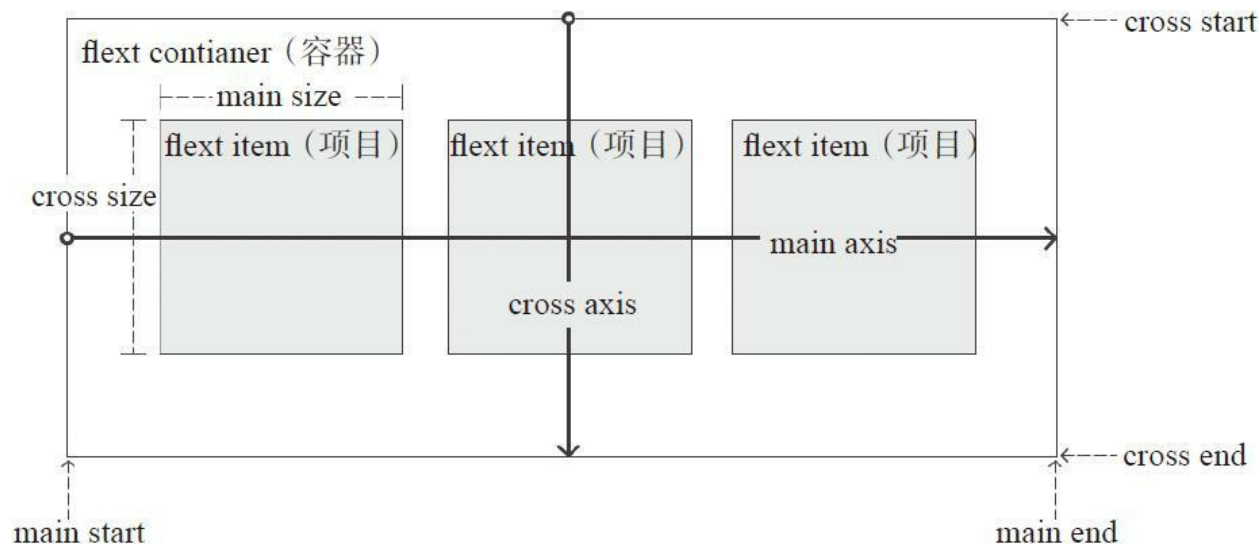 cross start
flext contianer（容器）
main size
flext item（项目） flext item（项目） flext item（项目）
cross size
main axis
cross axis
cross end
main start main end